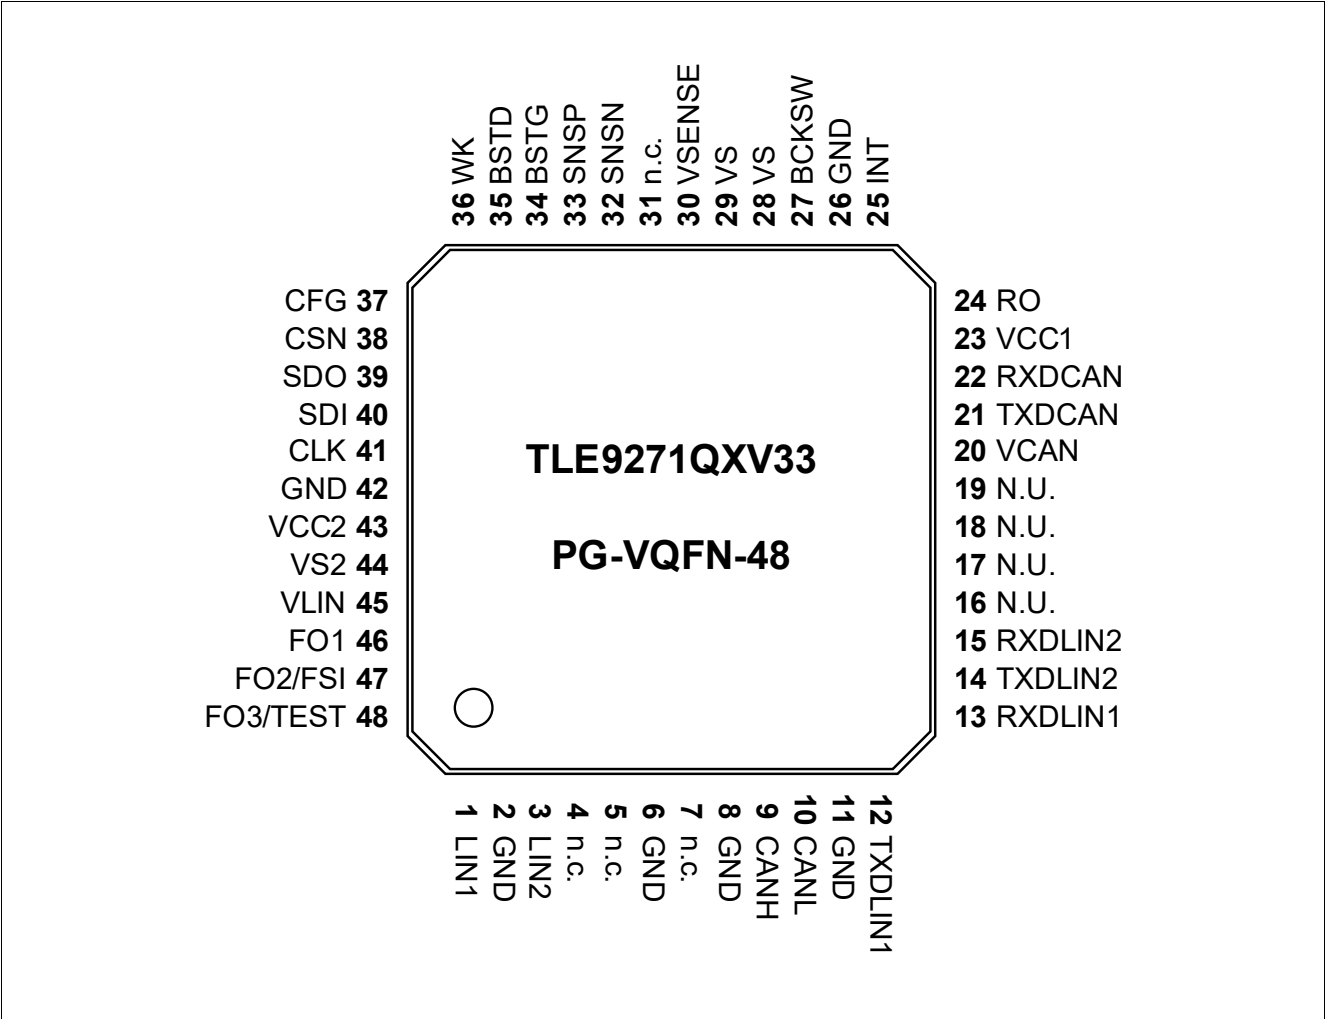 36 WK
35 BSTD
34 BSTG
33 SNSP
32 SNSN
31 n.c.
30 VSENSE
29 VS
28 VS
27 BCKSW
26 GND
25 INT
CFG 37
CSN 38
SDO 39
SDI 40
CLK 41
GND 42
VCC2 43
VS2 44
VLIN 45
FO1 46
FO2/FSI 47
FO3/TEST 48
TLE9271QXV33
PG-VQFN-48
24 RO
23 VCC1
22 RXDCAN
21 TXDCAN
20 VCAN
19 N.U.
18 N.U.
17 N.U.
16 N.U.
15 RXDLIN2
14 TXDLIN2
13 RXDLIN1
1 LIN1
2 GND
3 LIN2
4 n.c.
5 n.c.
6 GND
7 n.c.
8 GND
9 CANH
10 CANL
11 GND
12 TXDLIN1